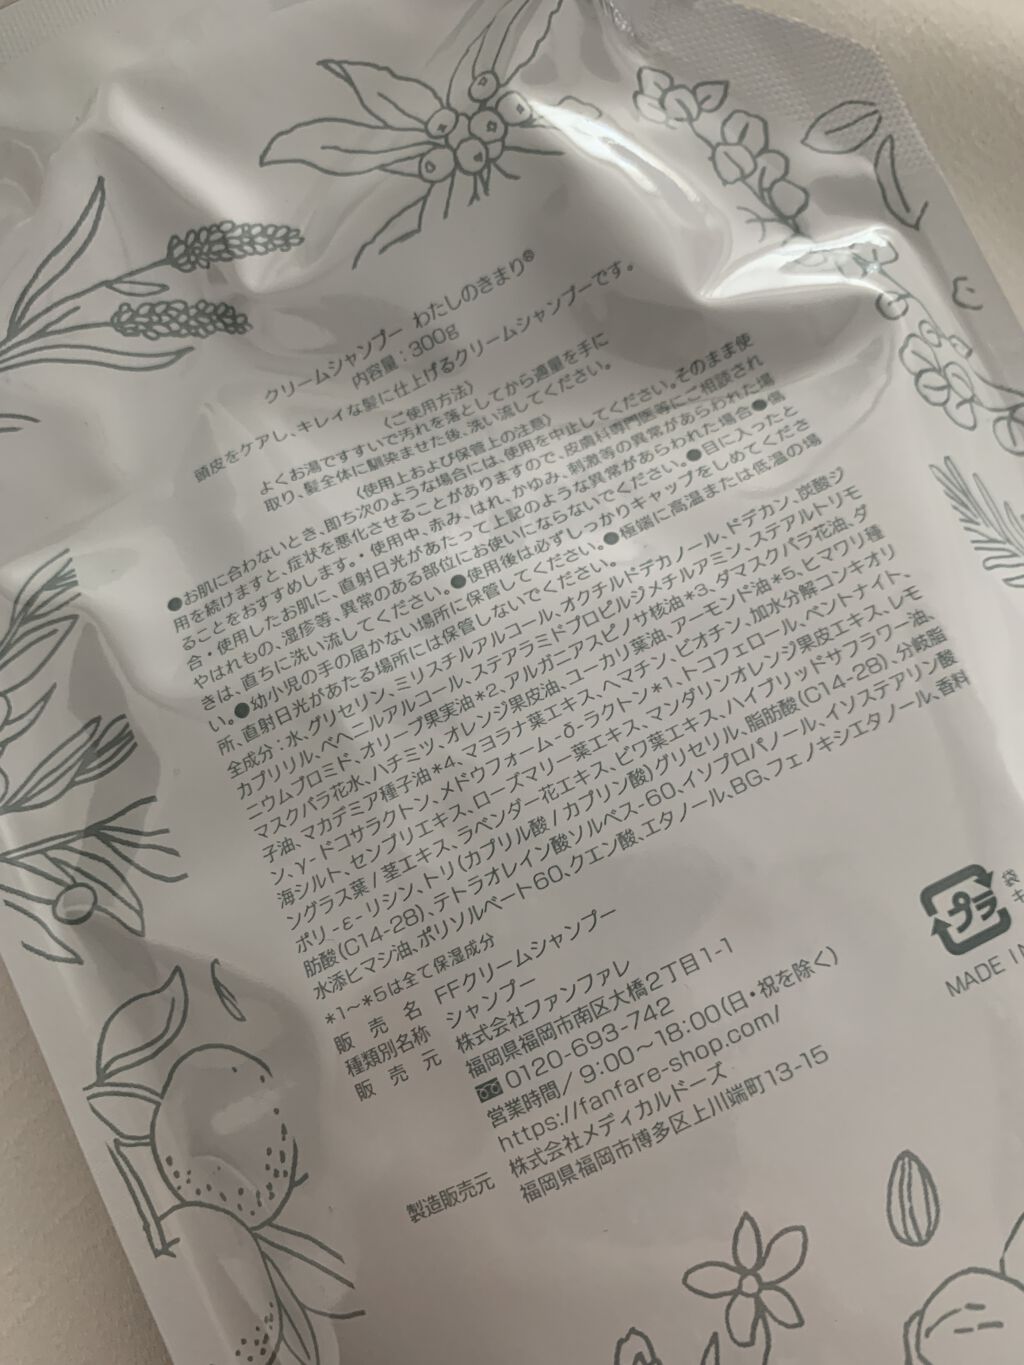 クリームシャンプー わたしのきまり®
内容量：300g
頭皮をケアし、キレイな髪に仕上げるクリームシャンプーです。
〈ご使用方法〉
よくお湯ですすいで汚れを落としてから適量を手に
取り、髪全体に馴染ませた後、洗い流してください。
〈使用上および保管上の注意〉
●お肌に合わないとき、即ち次のような場合には、使用を中止してください。そのまま使
用を続けますと、症状を悪化させることがありますので、皮膚科専門医等にご相談され
ることをおすすめします。・使用中、赤み、はれ、かゆみ、刺激等の異常があらわれた場
合・使用したお肌に、直射日光があたって上記のような異常があらわれた場合●傷
やはれもの、湿疹等、異常のある部位にお使いにならないでください。●目に入ったと
きは、直ちに洗い流してください。●使用後は必ずしっかりキャップをしめてくださ
い。●幼小児の手の届かない場所に保管してください。●極端に高温または低温の場
所、直射日光があたる場所には保管しないでください。
全成分：水、グリセリン、ミリスチルアルコール、オクチルドデカノール、ドデカン、炭酸ジ
カプリリル、ベヘニルアルコール、ステアラミドプロピルジメチルアミン、ステアルトリモ
ニウムブロミド、オリーブ果実油*2、アルガニアスピノサ核油*3、ダマスクバラ花油、ダ
マスクバラ花水、ハチミツ、オレンジ果皮油、ユーカリ葉油、アーモンド油*5、ヒマワリ種
子油、マカデミア種子油*4、マヨラナ葉エキス、ヘマチン、ビオチン、加水分解コンキオリ
ン、γ-ドコサラクトン、メドウフォーム-δ-ラクトン*1、トコフェロール、ベントナイト、
海シルト、センブリエキス、ローズマリー葉エキス、マンダリンオレンジ果皮エキス、レモ
ングラス葉/茎エキス、ラベンダー花エキス、ビワ葉エキス、ハイブリッドサフラワー油、
ポリ-ε-リシン、トリ(カプリル酸/カプリン酸)グリセリル、脂肪酸(C14-28)、分岐脂
肪酸(C14-28)、テトラオレイン酸ソルベス-60、イソプロパノール、イソステアリン酸
水添ヒマシ油、ポリソルベート60、クエン酸、エタノール、BG、フェノキシエタノール、香料
*1〜*5は全て保湿成分
販売名 FFクリームシャンプー
種類別名称 シャンプー
販売元 株式会社ファンファレ
福岡県福岡市南区大橋2丁目1-1
0120-693-742
営業時間/ 9:00〜18:00(日・祝を除く)
https://fanfare-shop.com/
製造販売元 株式会社メディカルドーズ
福岡県福岡市博多区上川端町13-15
プラ
袋
MADE IN